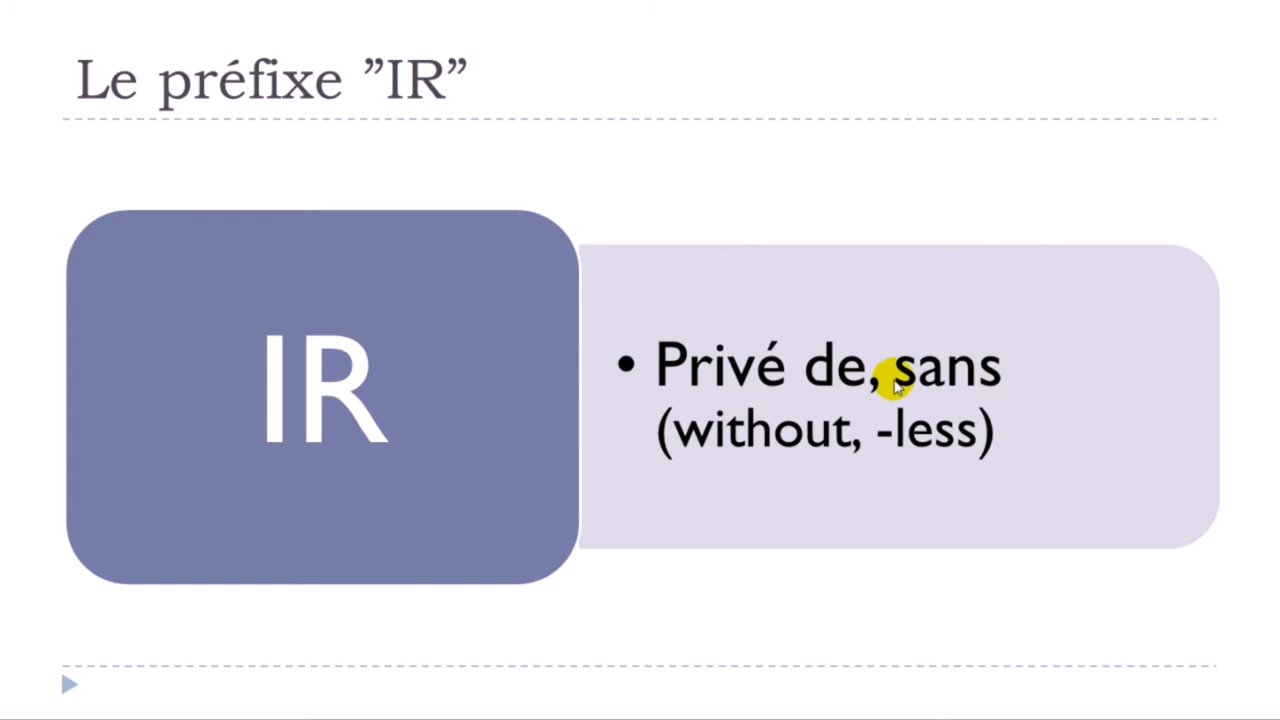 Le préfixe ”IR”
IR
• Privé de, sans
(without, -less)